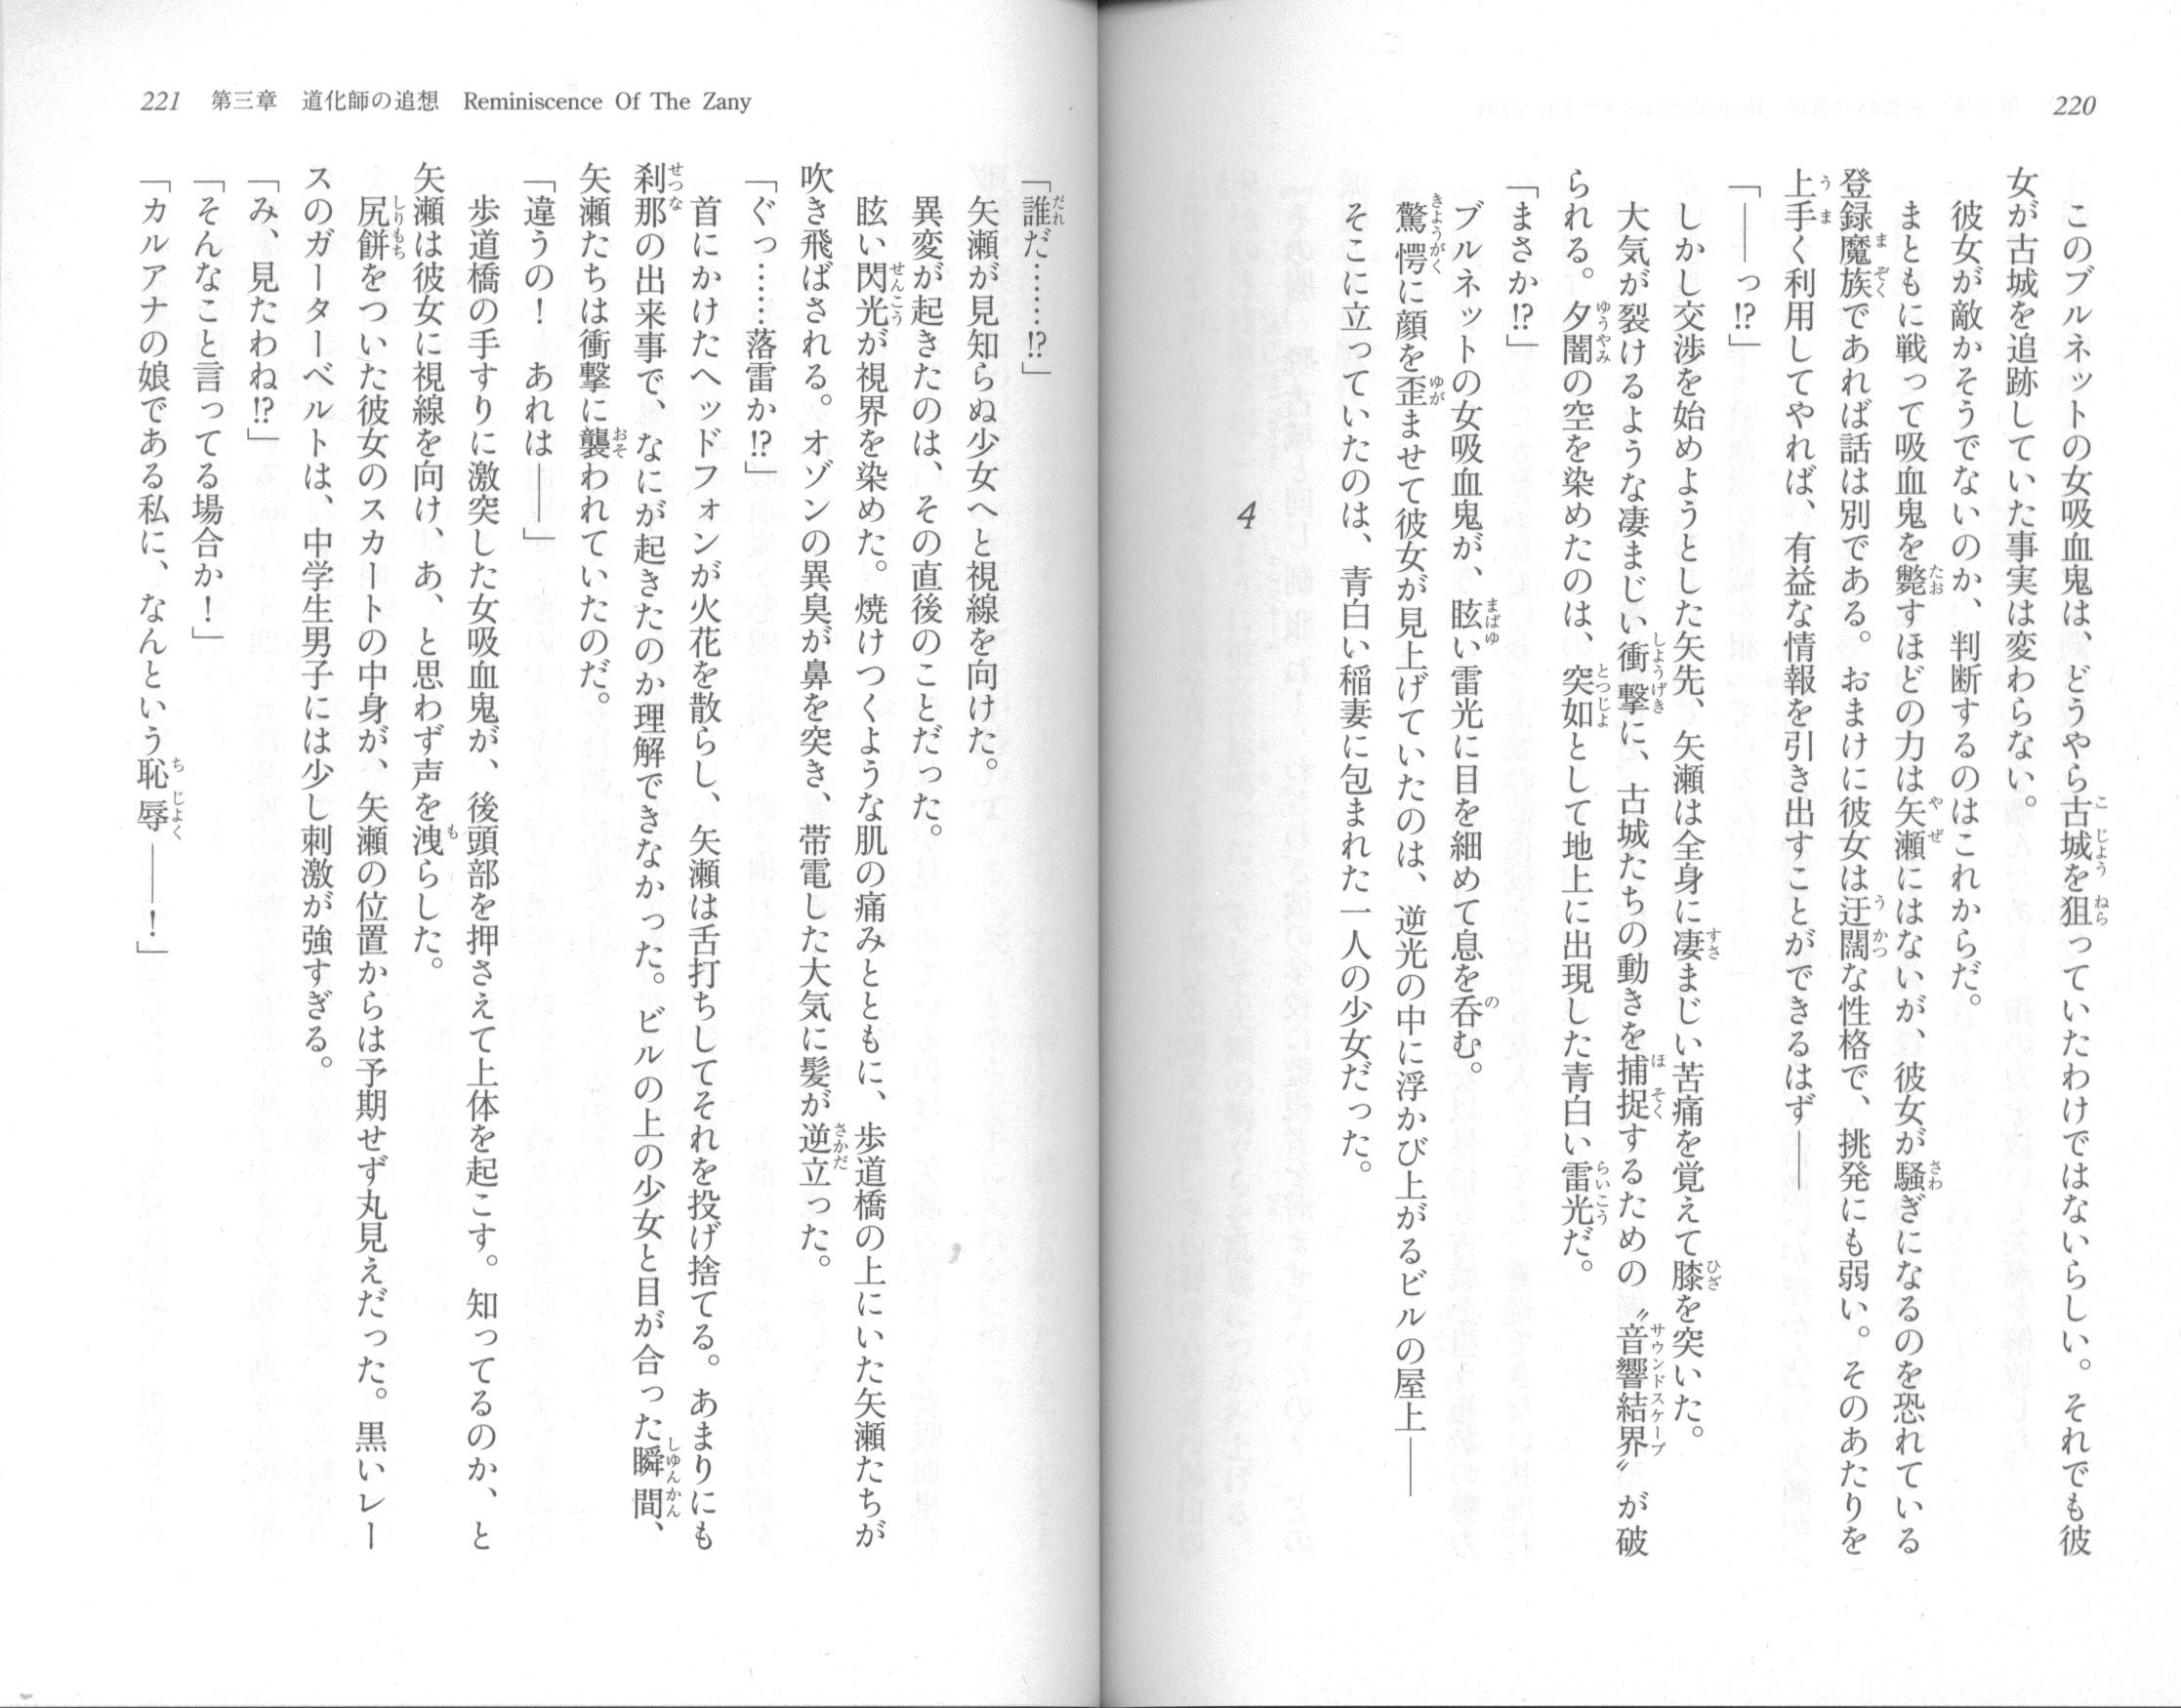 220
このブルネットの女吸血鬼は、どうやら古城を狙っていたわけではないらしい。それでも彼
女が古城を追跡していた事実は変わらない。
彼女が敵かそうでないのか、判断するのはこれからだ。
まともに戦って吸血鬼を斃すほどの力は矢瀬にはないが、彼女が騒ぎになるのを恐れている
登録魔族であれば話は別である。おまけに彼女は迂闊な性格で、挑発にも弱い。そのあたりを
上手く利用してやれば、有益な情報を引き出すことができるはず――
「――っ!?」
しかし交渉を始めようとした矢先、矢瀬は全身に凄まじい苦痛を覚えて膝を突いた。
大気が裂けるような凄まじい衝撃に、古城たちの動きを捕捉するための〝音響結界〟が破
られる。夕闇の空を染めたのは、突如として地上に出現した青白い雷光だ。
「まさか!?」
ブルネットの女吸血鬼が、眩い雷光に目を細めて息を呑む。
驚愕に顔を歪ませて彼女が見上げていたのは、逆光の中に浮かび上がるビルの屋上――
そこに立っていたのは、青白い稲妻に包まれた一人の少女だった。
4
221 第三章 道化師の追想 Reminiscence Of The Zany
「誰だ……!?」
矢瀬が見知らぬ少女へと視線を向けた。
異変が起きたのは、その直後のことだった。
眩い閃光が視界を染めた。焼けつくような肌の痛みとともに、歩道橋の上にいた矢瀬たちが
吹き飛ばされる。オゾンの異臭が鼻を突き、帯電した大気に髪が逆立った。
「ぐっ……落雷か!?」
首にかけたヘッドフォンが火花を散らし、矢瀬は舌打ちしてそれを投げ捨てる。あまりにも
刹那の出来事で、なにが起きたのか理解できなかった。ビルの上の少女と目が合った瞬間、
矢瀬たちは衝撃に襲われていたのだ。
「違うの！　あれは――」
歩道橋の手すりに激突した女吸血鬼が、後頭部を押さえて上体を起こす。知ってるのか、と
矢瀬は彼女に視線を向け、あ、と思わず声を洩らした。
尻餅をついた彼女のスカートの中身が、矢瀬の位置からは予期せず丸見えだった。黒いレー
スのガーターベルトは、中学生男子には少し刺激が強すぎる。
「み、見たわね!?」
「そんなこと言ってる場合か！」
「カルアナの娘である私に、なんという恥辱――！」